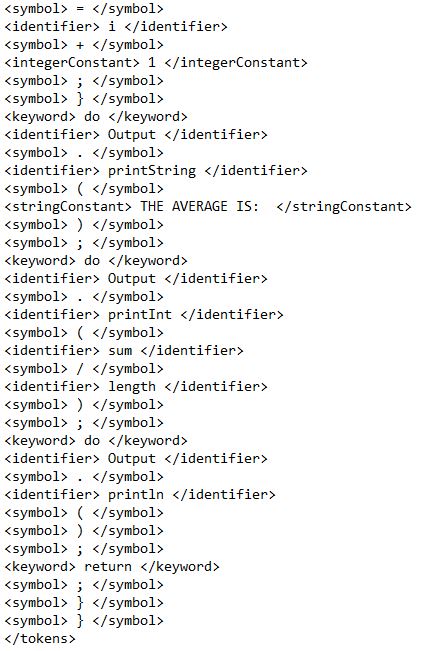 <symbol> = </symbol>
<identifier> i </identifier>
<symbol> + </symbol>
<integerConstant> 1 </integerConstant>
<symbol> ; </symbol>
<symbol> } </symbol>
<keyword> do </keyword>
<identifier> Output </identifier>
<symbol> . </symbol>
<identifier> printString </identifier>
<symbol> ( </symbol>
<stringConstant> THE AVERAGE IS:  </stringConstant>
<symbol> ) </symbol>
<symbol> ; </symbol>
<keyword> do </keyword>
<identifier> Output </identifier>
<symbol> . </symbol>
<identifier> printInt </identifier>
<symbol> ( </symbol>
<identifier> sum </identifier>
<symbol> / </symbol>
<identifier> length </identifier>
<symbol> ) </symbol>
<symbol> ; </symbol>
<keyword> do </keyword>
<identifier> Output </identifier>
<symbol> . </symbol>
<identifier> println </identifier>
<symbol> ( </symbol>
<symbol> ) </symbol>
<symbol> ; </symbol>
<keyword> return </keyword>
<symbol> ; </symbol>
<symbol> } </symbol>
<symbol> } </symbol>
</tokens>